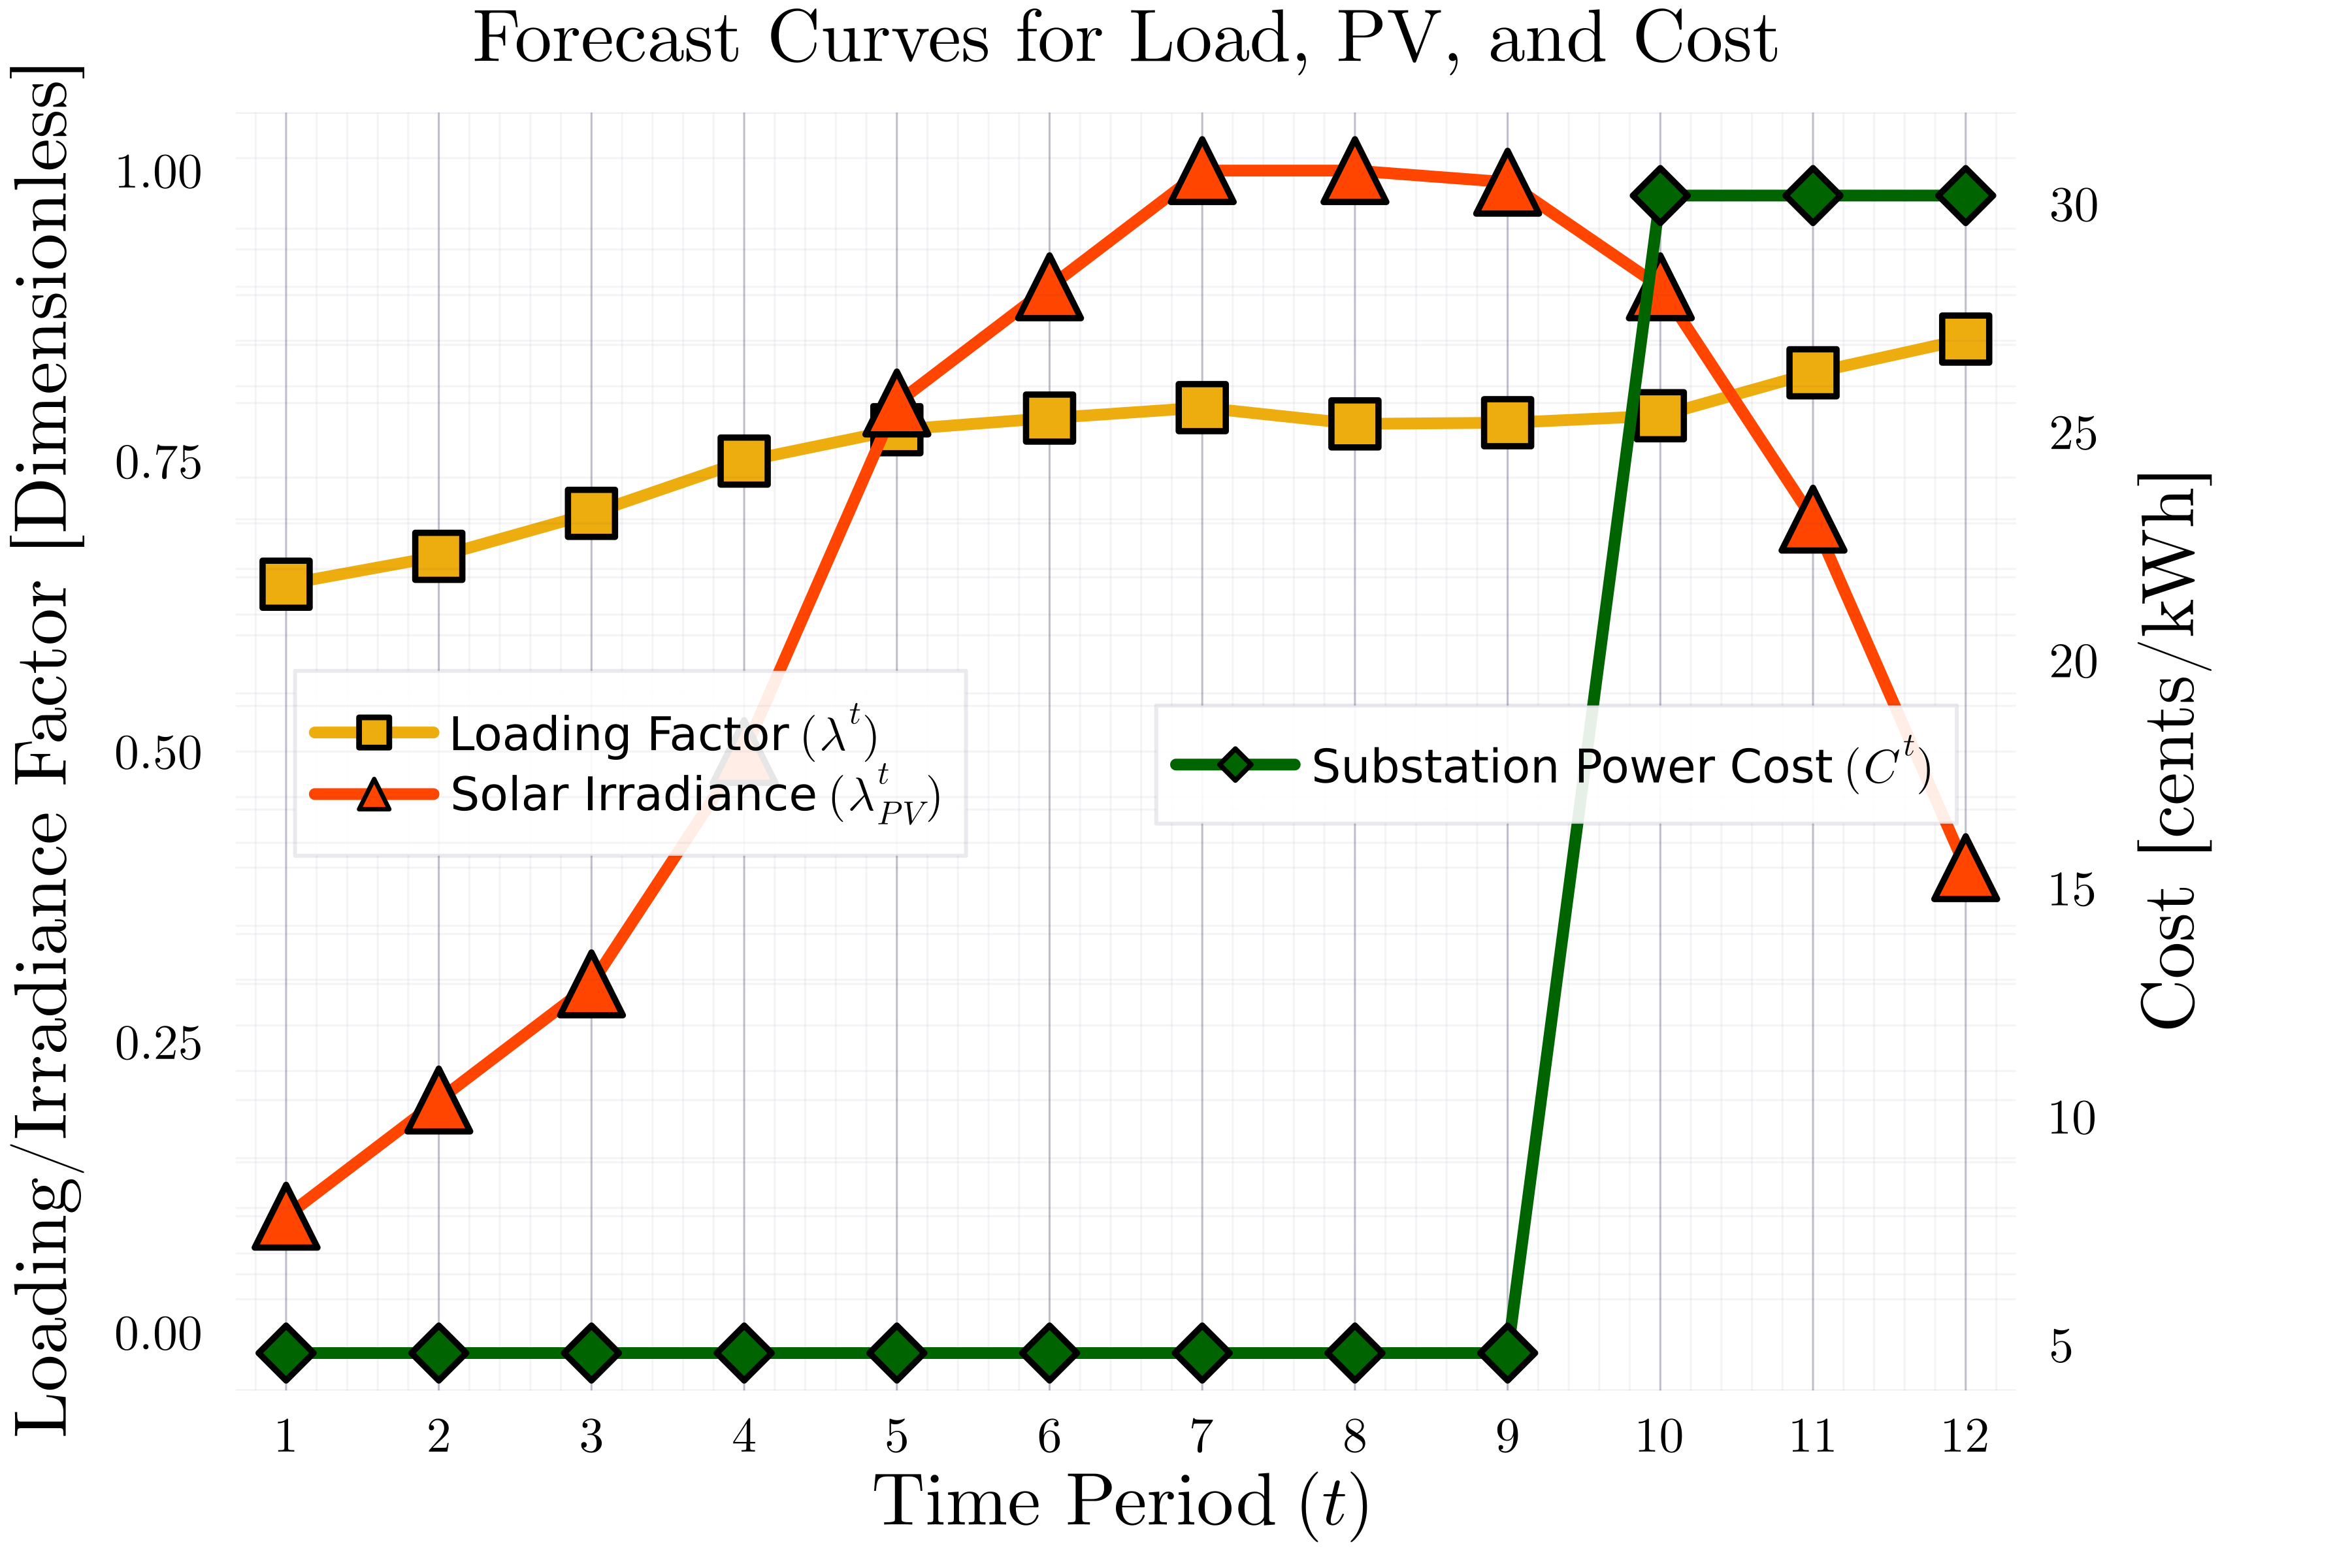 Forecast Curves for Load, PV, and Cost
Loading/Irradiance Factor [Dimensionless]
1.00
0.75
0.50
0.25
0.00
Loading Factor (λ^t)
Solar Irradiance (λ^t_PV)
Substation Power Cost (C^t)
30
25
20
15
10
5
Cost [cents/kWh]
1 2 3 4 5 6 7 8 9 10 11 12
Time Period (t)